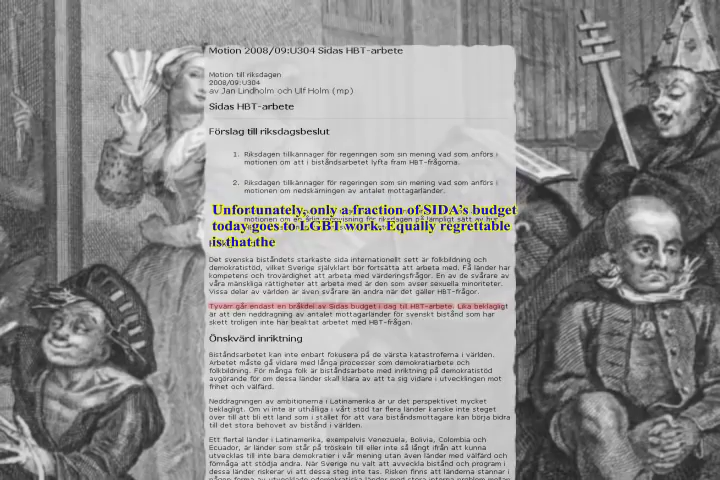 Motion 2008/09:U304 Sidas HBT-arbete
Motion till riksdagen
2008/09:U304
av Jan Lindholm och Ulf Holm (mp)
Sidas HBT-arbete
Förslag till riksdagsbeslut
1. Riksdagen tillkännager för regeringen som sin mening vad som anförs i
motionen om att i biståndsarbetet lyfta fram HBT-frågorna.
2. Riksdagen tillkännager för regeringen som sin mening vad som anförs i
motionen om nedskärningen av antalet mottagarländer.
Unfortunately, only a fraction of SIDA's budget
motionen om en årlig redovisning för riksdagen på lämpligt sätt av hur
today goes to LGBT work. Equally regrettable
is that the
Det svenska biståndets starkaste sida internationellt sett är folkbildning och
demokratistöd, vilket Sverige självklart bör fortsätta att arbeta med. Få länder har
kompetens och trovärdighet att arbeta med värderingsfrågor. En av de svårare av
våra mänskliga rättigheter att arbeta med är den som avser sexuella minoriteter.
Vissa delar av världen är även svårare än andra när det gäller HBT-frågor.
Tyvärr går endast en bråkdel av Sidas budget i dag till HBT-arbete. Lika beklagligt
är att den neddragning av antalet mottagarländer för svenskt bistånd som har
skett troligen inte har beaktat arbetet med HBT-frågan.
Önskvärd inriktning
Biståndsarbetet kan inte enbart fokusera på de värsta katastroferna i världen.
Arbetet måste gå vidare med långa processer som demokratiarbete och
folkbildning. För många folk är biståndsarbete med inriktning på demokratistöd
avgörande för om dessa länder skall klara av att ta sig vidare i utvecklingen mot
frihet och välfärd.
Neddragningen av ambitionerna i Latinamerika är ur det perspektivet mycket
beklagligt. Om vi inte är uthålliga i vårt stöd tar flera länder kanske inte steget
över till att bli ett land som i stället för att vara biståndsmottagare kan börja bidra
till det stora behovet av bistånd i världen.
Ett flertal länder i Latinamerika, exempelvis Venezuela, Bolivia, Colombia och
Ecuador, är länder som står på tröskeln till eller inte så långt ifrån att kunna
utvecklas till inte bara demokratier i vår mening utan även länder med välfärd och
förmåga att stödja andra. När Sverige nu valt att avveckla bistånd och program i
dessa länder riskerar vi att dessa steg inte tas. Risken finns att länderna stannar i